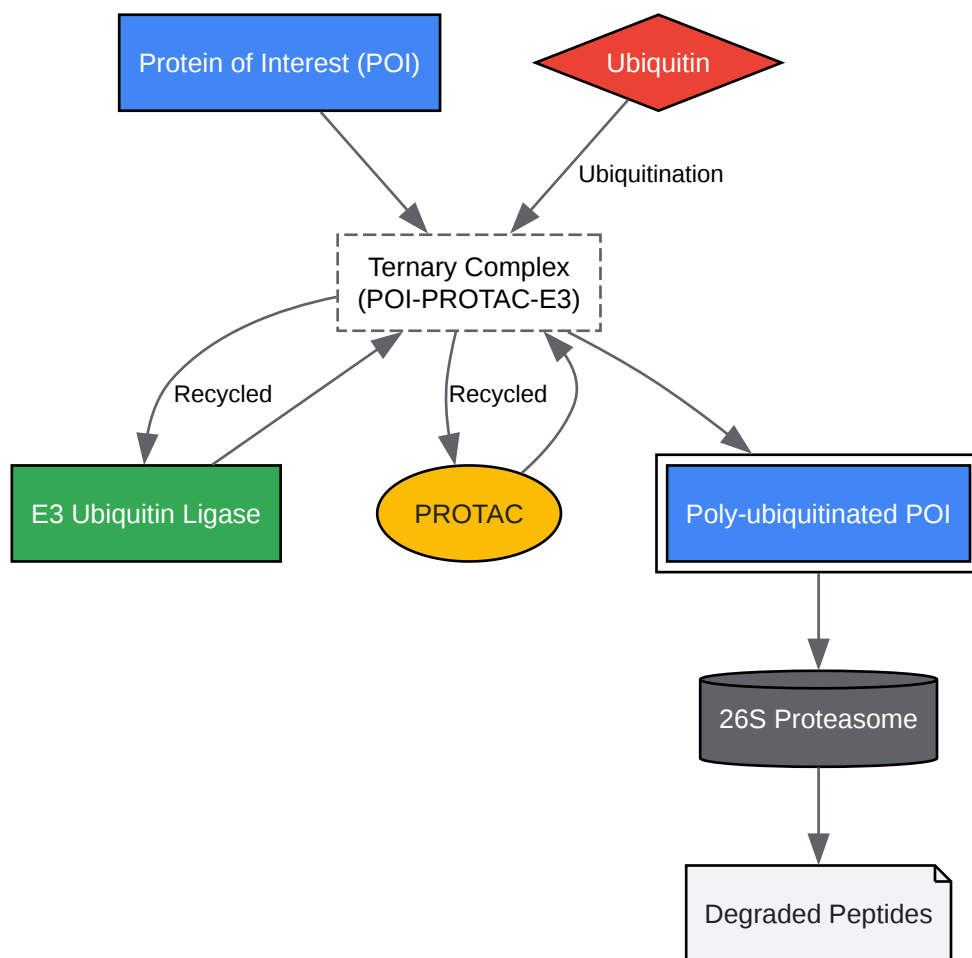 Protein of Interest (POI)
Ubiquitin
Ubiquitination
Ternary Complex
(POI-PROTAC-E3)
Recycled
Recycled
E3 Ubiquitin Ligase
PROTAC
Poly-ubiquitinated POI
26S Proteasome
Degraded Peptides